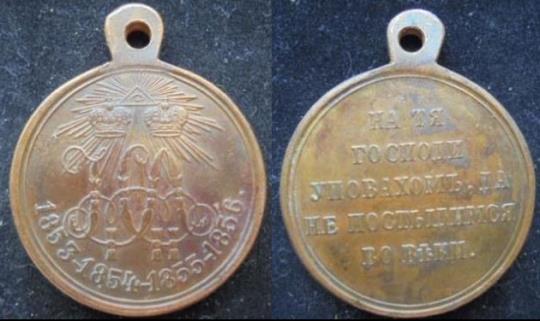 1853-1854-1855-1856.
НА ТЯ
ГОСПОДИ
УПОВАХОМЪ, ДА
НЕ ПОСТЫДИМСЯ
ВО ВѢКИ.